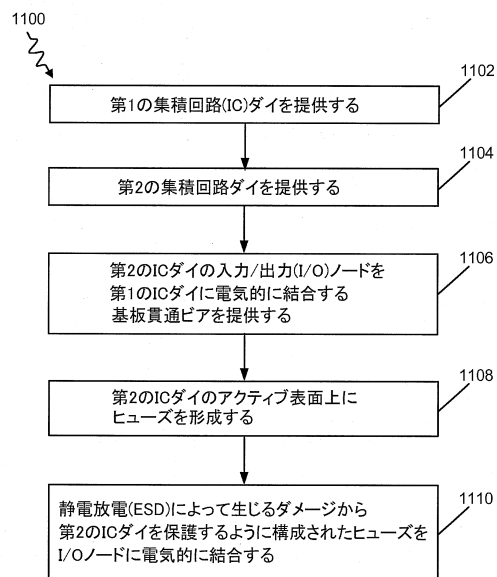 1100
1102
第1の集積回路(IC)ダイを提供する
1104
第2の集積回路ダイを提供する
1106
第2のICダイの入力/出力(I/O)ノードを
第1のICダイに電気的に結合する
基板貫通ビアを提供する
1108
第2のICダイのアクティブ表面上に
ヒューズを形成する
1110
静電放電(ESD)によって生じるダメージから
第2のICダイを保護するように構成されたヒューズを
I/Oノードに電気的に結合する